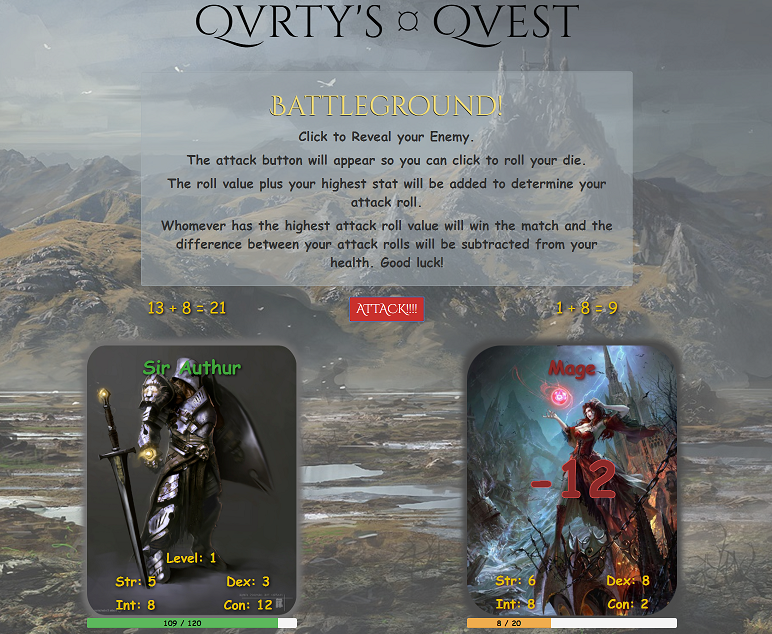 QVRTY'S ¤ QVEST
BATTLEGROUND!
Click to Reveal your Enemy.
The attack button will appear so you can click to roll your die.
The roll value plus your highest stat will be added to determine your
attack roll.
Whomever has the highest attack roll value will win the match and the
difference between your attack rolls will be subtracted from your
health. Good luck!
13 + 8 = 21
ATTACK!!!!
1 + 8 = 9
Sir Authur
Level: 1
Str: 5 Dex: 3
Int: 8 Con: 12
109 / 120
Mage
-12
Str: 6 Dex: 8
Int: 8 Con: 2
8 / 20